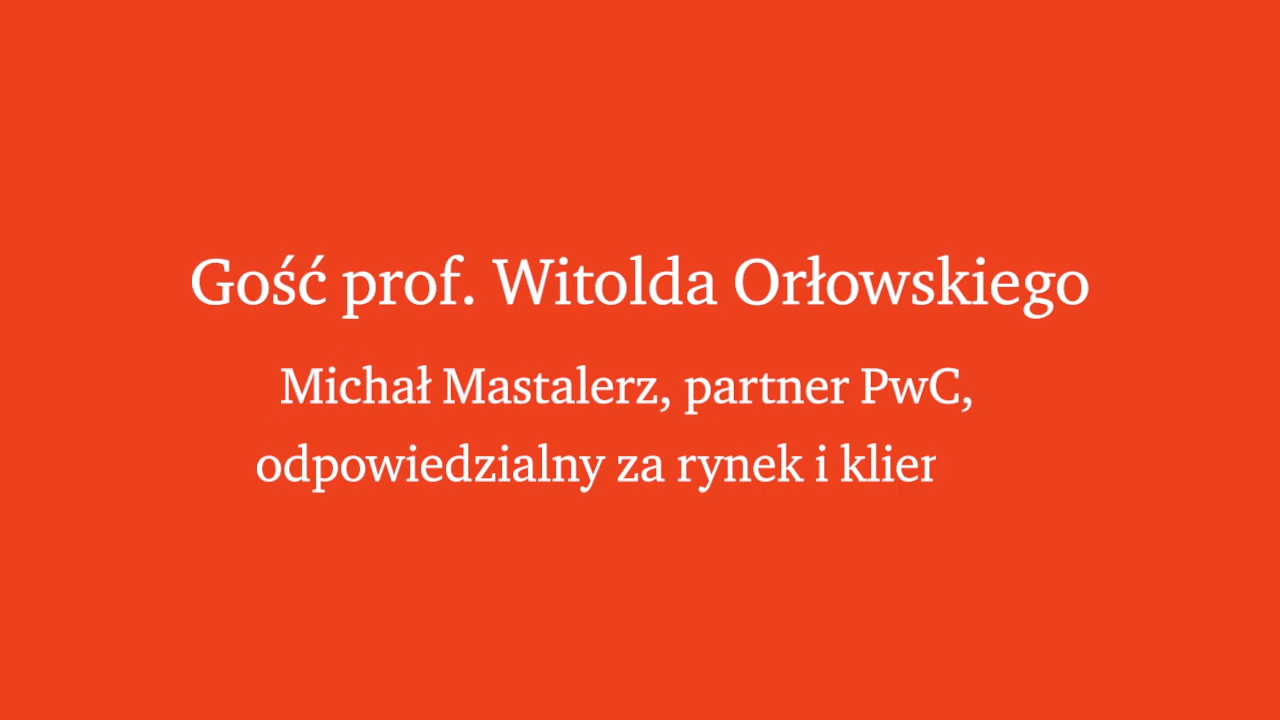 Gość prof. Witolda Orłowskiego
Michał Mastalerz, partner PwC,
odpowiedzialny za rynek i klier